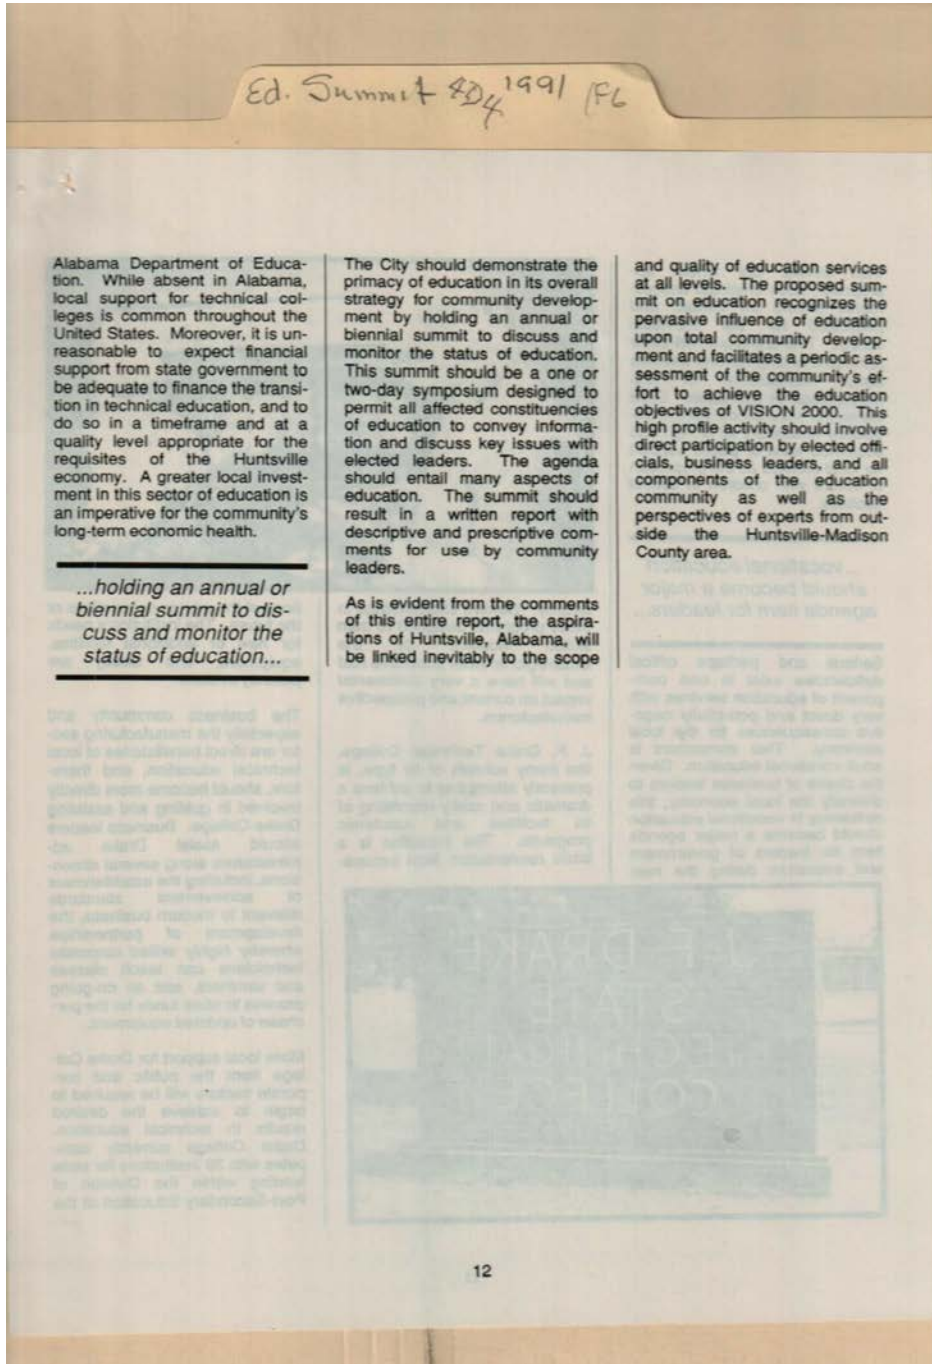 Ed. Summit 4D4 1991 F6
Alabama Department of Educa-
tion. While absent in Alabama,
local support for technical col-
leges is common throughout the
United States. Moreover, it is un-
reasonable to expect financial
support from state government to
be adequate to finance the transi-
tion in technical education, and to
do so in a timeframe and at a
quality level appropriate for the
requisites of the Huntsville
economy. A greater local invest-
ment in this sector of education is
an imperative for the community's
long-term economic health.
...holding an annual or
biennial summit to dis-
cuss and monitor the
status of education...
The City should demonstrate the
primacy of education in its overall
strategy for community develop-
ment by holding an annual or
biennial summit to discuss and
monitor the status of education.
This summit should be a one or
two-day symposium designed to
permit all affected constituencies
of education to convey informa-
tion and discuss key issues with
elected leaders. The agenda
should entail many aspects of
education. The summit should
result in a written report with
descriptive and prescriptive com-
ments for use by community
leaders.
As is evident from the comments
of this entire report, the aspira-
tions of Huntsville, Alabama, will
be linked inevitably to the scope
and quality of education services
at all levels. The proposed sum-
mit on education recognizes the
pervasive influence of education
upon total community develop-
ment and facilitates a periodic as-
sessment of the community's ef-
fort to achieve the education
objectives of VISION 2000. This
high profile activity should involve
direct participation by elected offi-
cials, business leaders, and all
components of the education
community as well as the
perspectives of experts from out-
side the Huntsville-Madison
County area.
12